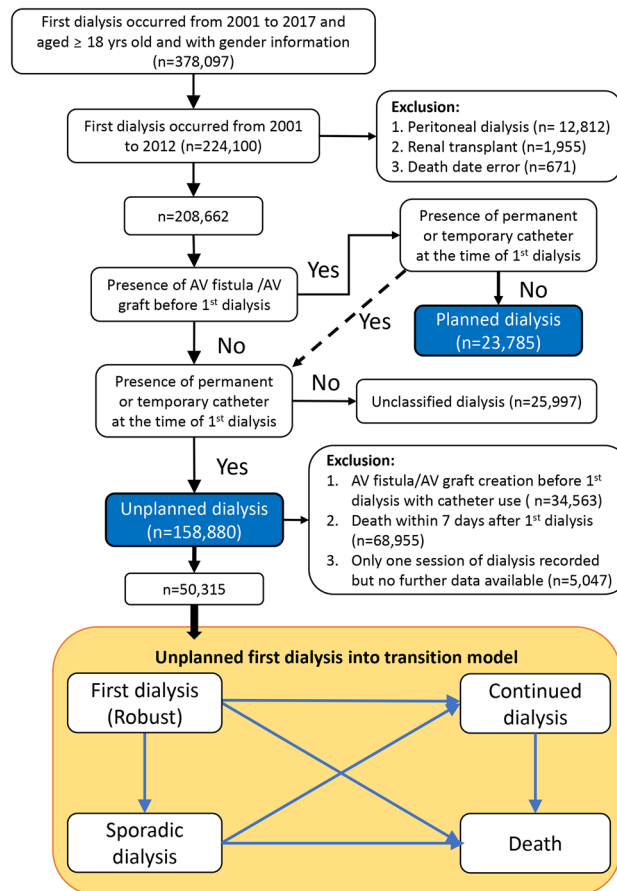 First dialysis occurred from 2001 to 2017 and
aged ≥ 18 yrs old and with gender information
(n=378,097)
First dialysis occurred from 2001
to 2012 (n=224,100)
Exclusion:
1. Peritoneal dialysis (n= 12,812)
2. Renal transplant (n=1,955)
3. Death date error (n=671)
n=208,662
Presence of permanent
or temporary catheter
at the time of 1st dialysis
Yes
Presence of AV fistula /AV
graft before 1st dialysis
No
Yes
Planned dialysis
(n=23,785)
No
Presence of permanent
or temporary catheter
at the time of 1st dialysis
No
Unclassified dialysis (n=25,997)
Yes
Exclusion:
1. AV fistula/AV graft creation before 1st
dialysis with catheter use ( n=34,563)
2. Death within 7 days after 1st dialysis
(n=68,955)
3. Only one session of dialysis recorded
but no further data available (n=5,047)
Unplanned dialysis
(n=158,880)
n=50,315
Unplanned first dialysis into transition model
First dialysis
(Robust)
Continued
dialysis
Sporadic
dialysis
Death